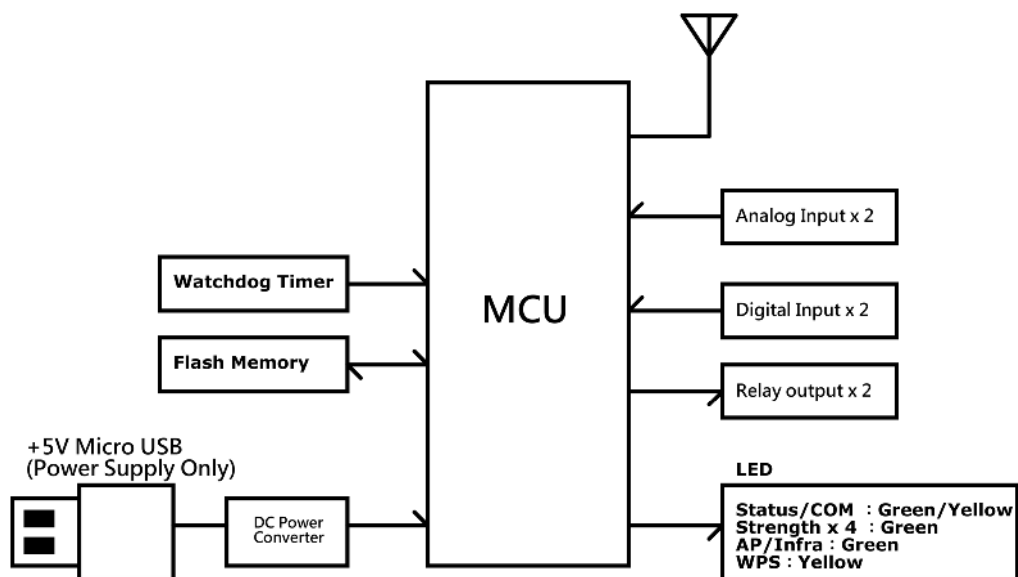 Analog Input x 2
Watchdog Timer
MCU
Digital Input x 2
Flash Memory
Relay output x 2
+5V Micro USB
(Power Supply Only)
DC Power
Converter
LED
Status/COM : Green/Yellow
Strength x 4 : Green
AP/Infra : Green
WPS : Yellow